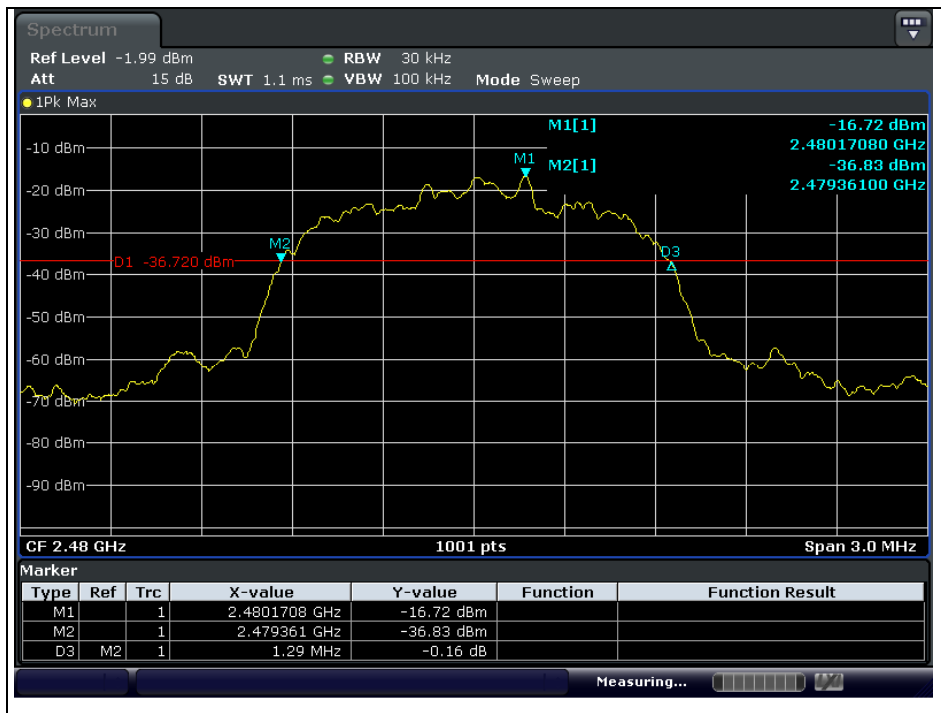 Spectrum
Ref Level -1.99 dBm RBW 30 kHz
Att 15 dB SWT 1.1 ms VBW 100 kHz Mode Sweep
1Pk Max
M1[1] -16.72 dBm
2.48017080 GHz
M2[1] -36.83 dBm
2.47936100 GHz
-10 dBm
M1
-20 dBm
-30 dBm
M2
D3
D1 -36.720 dBm
-40 dBm
-50 dBm
-60 dBm
-70 dBm
-80 dBm
-90 dBm
CF 2.48 GHz 1001 pts Span 3.0 MHz
Marker
Type Ref Trc X-value Y-value Function Function Result
M1 1 2.4801708 GHz -16.72 dBm
M2 1 2.479361 GHz -36.83 dBm
D3 M2 1 1.29 MHz -0.16 dB
Measuring...